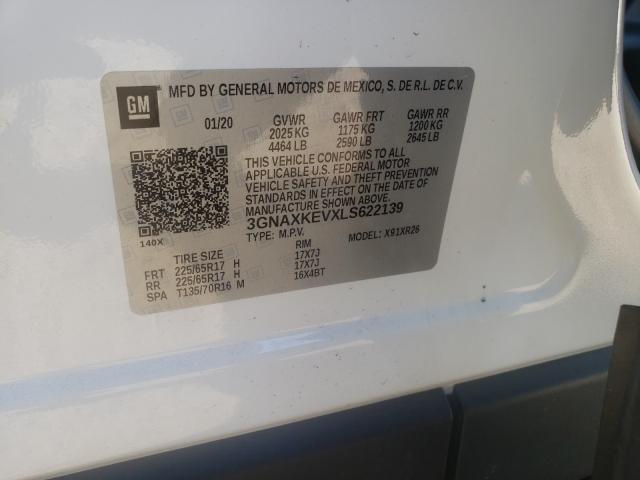 GM
MFD BY GENERAL MOTORS DE MEXICO, S. DE R.L. DE C.V.
01/20 GVWR GAWR FRT GAWR RR
2025 KG 1175 KG 1200 KG
4464 LB 2590 LB 2645 LB
THIS VEHICLE CONFORMS TO ALL
APPLICABLE U.S. FEDERAL MOTOR
VEHICLE SAFETY AND THEFT PREVENTION
STANDARDS IN EFFECT ON THE DATE OF
MANUFACTURE SHOWN ABOVE.
3GNAXKEVXLS622139
140X TYPE: M.P.V. MODEL: X91XR26
TIRE SIZE RIM
FRT 225/65R17 H 17X7J
RR 225/65R17 H 17X7J
SPA T135/70R16 M 16X4BT